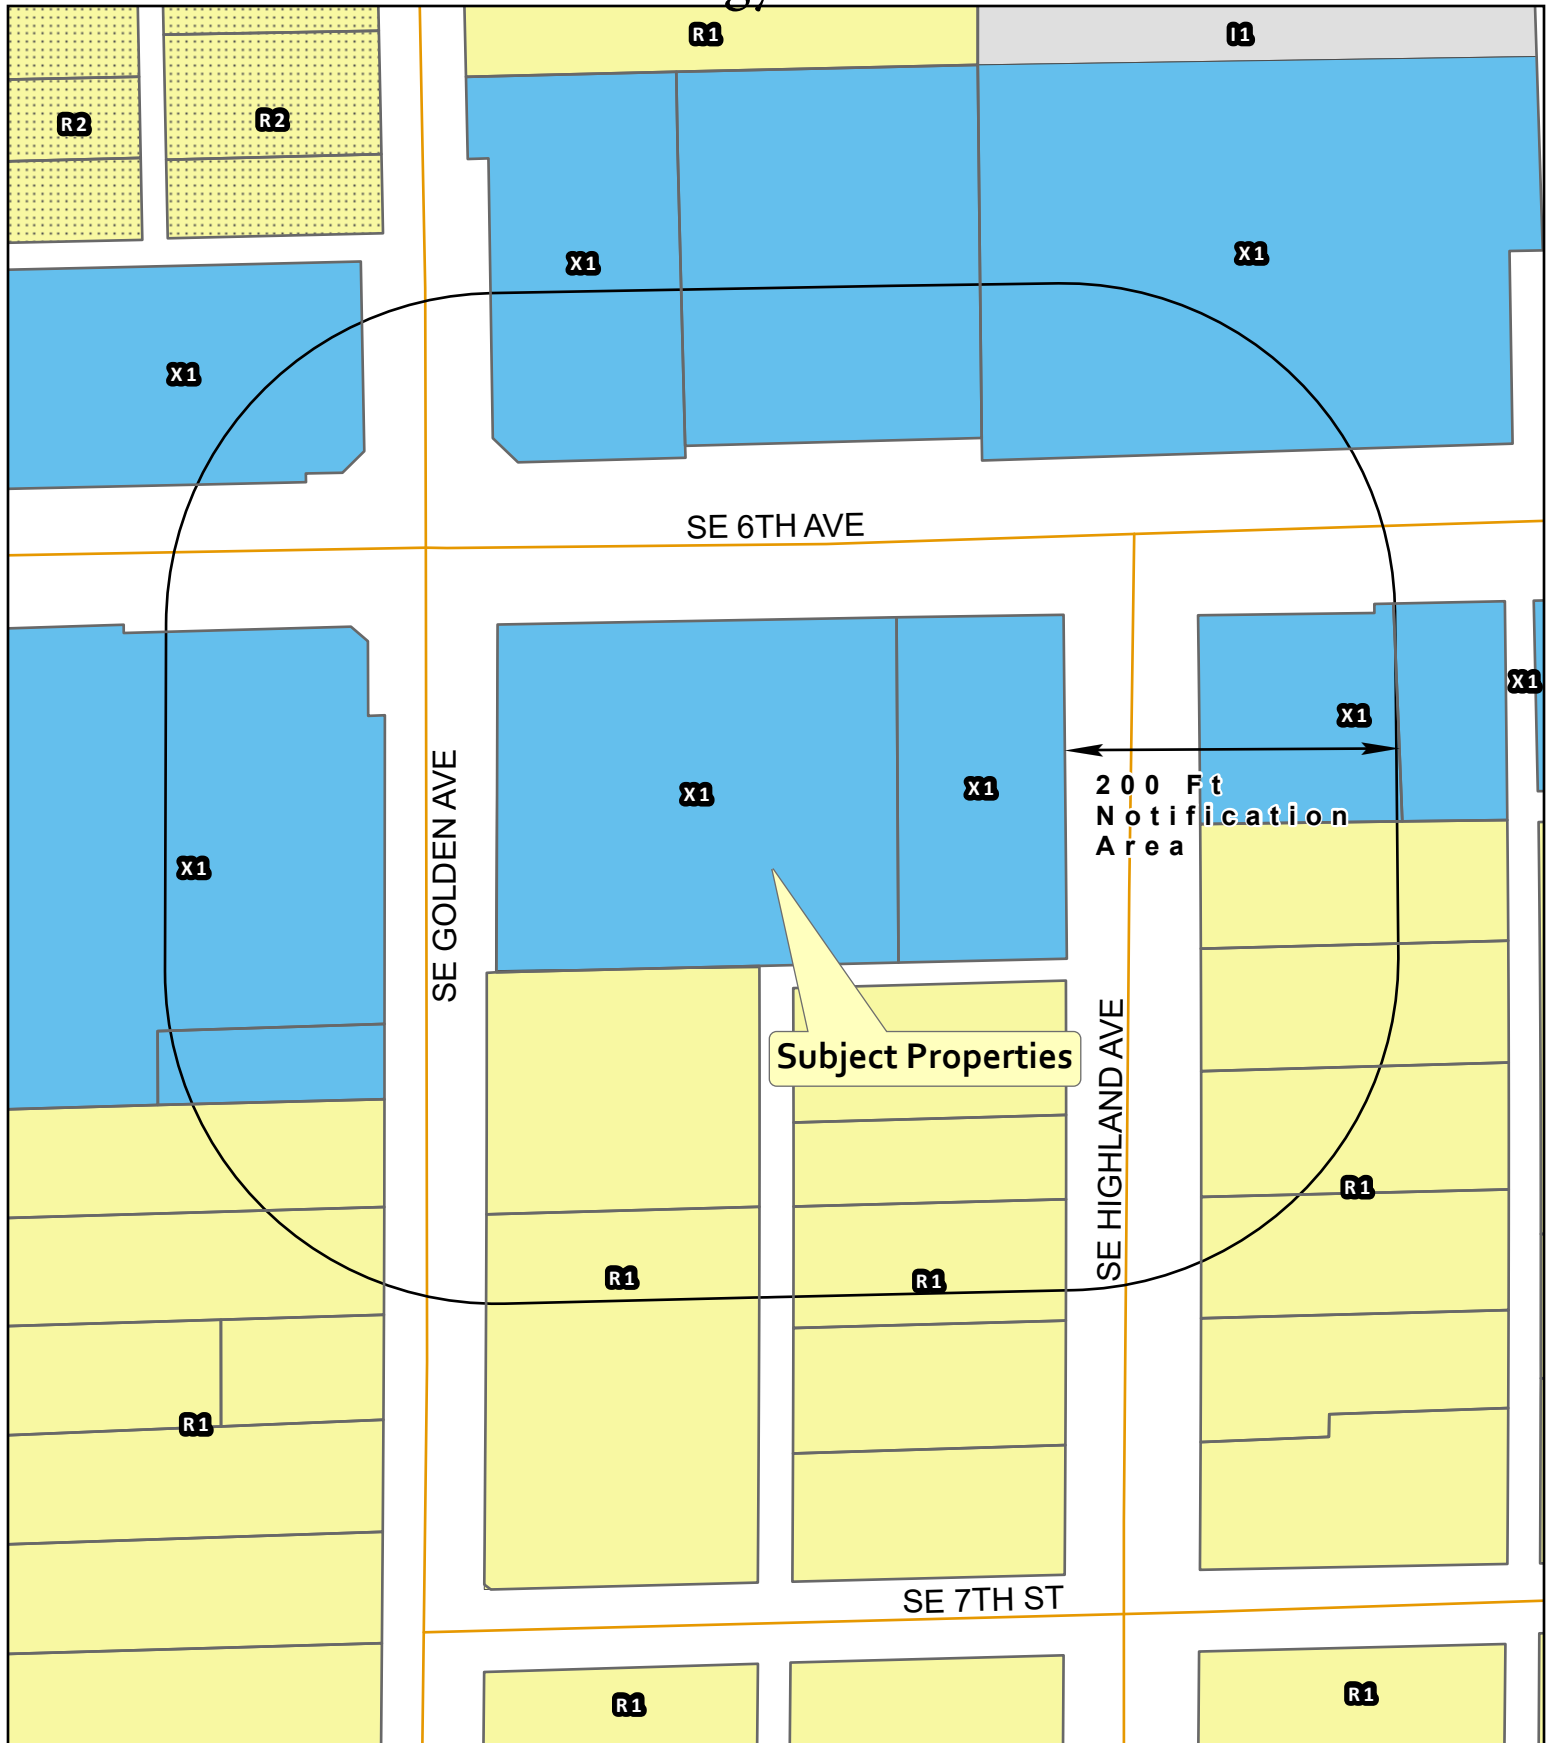 R1
I1
R2
R2
X1
X1
X1
SE 6TH AVE
X1
X1
X1
X1
200 Ft
Notification
Area
X1
SE GOLDEN AVE
Subject Properties
SE HIGHLAND AVE
R1
R1
R1
R1
SE 7TH ST
R1
R1